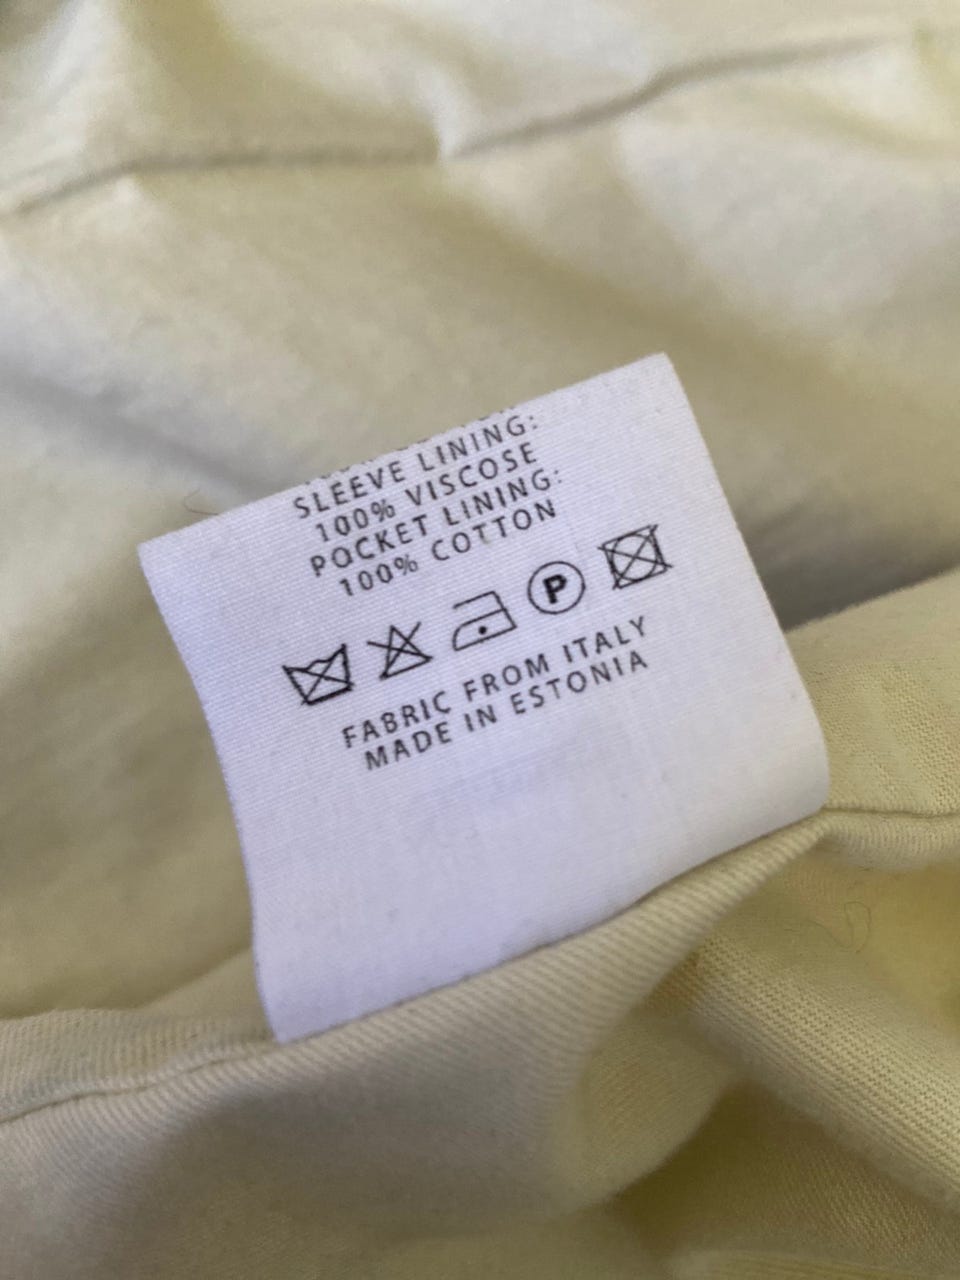 SLEEVE LINING:
100% VISCOSE
POCKET LINING:
100% COTTON
P
FABRIC FROM ITALY
MADE IN ESTONIA